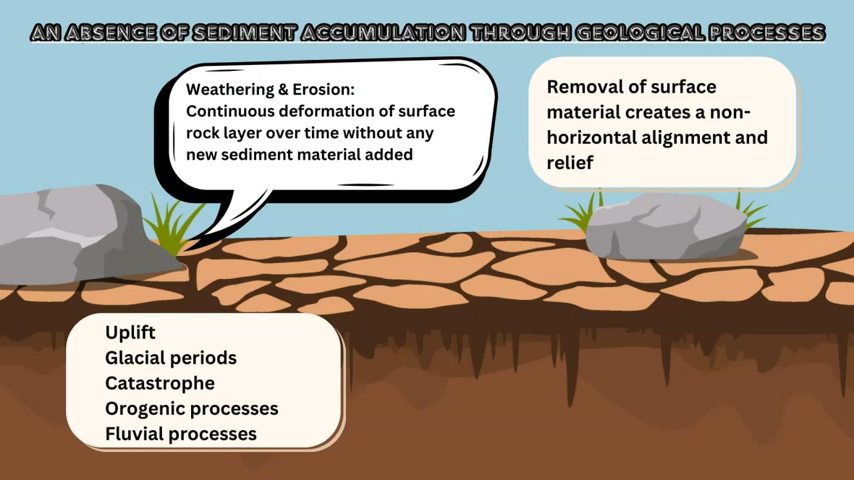 AN ABSENCE OF SEDIMENT ACCUMULATION THROUGH GEOLOGICAL PROCESSES
Weathering & Erosion:
Continuous deformation of surface
rock layer over time without any
new sediment material added
Removal of surface
material creates a non-
horizontal alignment and
relief
Uplift
Glacial periods
Catastrophe
Orogenic processes
Fluvial processes